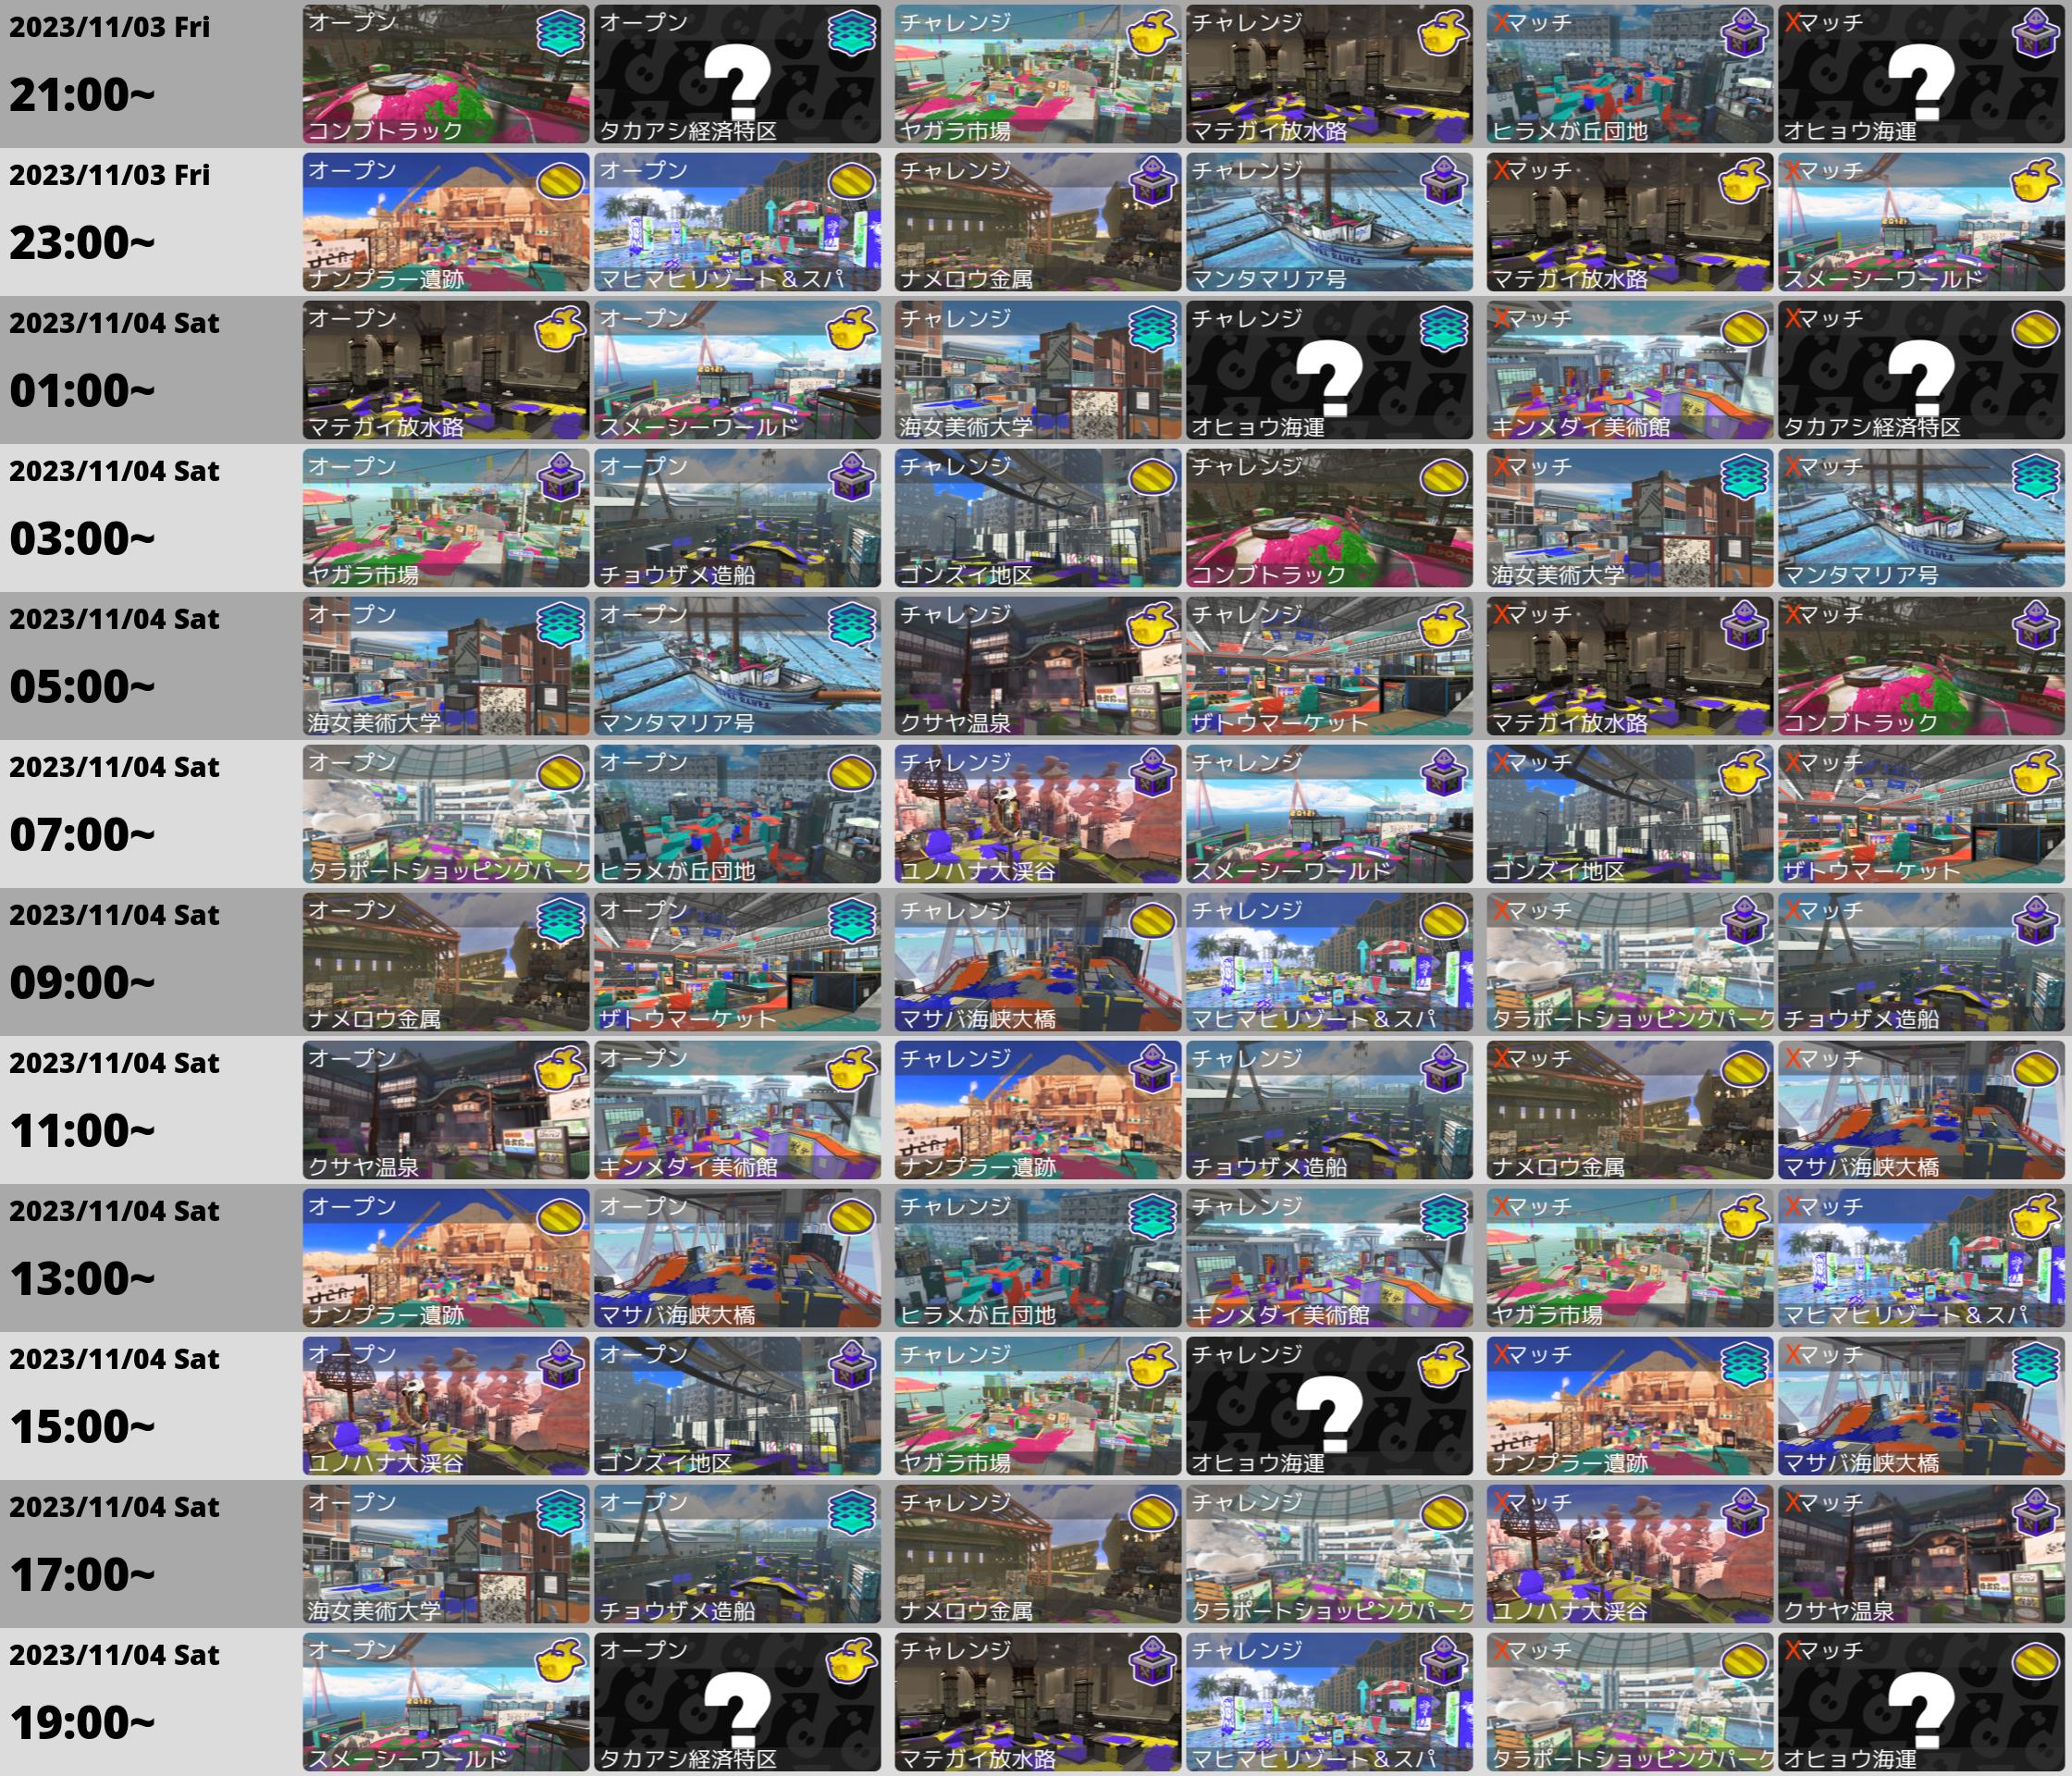 2023/11/03 Fri
21:00~
オープン
コンブトラック
オープン
タカアシ経済特区
チャレンジ
ヤガラ市場
チャレンジ
マテガイ放水路
Xマッチ
ヒラメが丘団地
Xマッチ
オヒョウ海運
2023/11/03 Fri
23:00~
オープン
ナンプラー遺跡
オープン
マヒマヒリゾート＆スパ
チャレンジ
ナメロウ金属
チャレンジ
マンタマリア号
Xマッチ
マテガイ放水路
Xマッチ
スメーシーワールド
2023/11/04 Sat
01:00~
オープン
マテガイ放水路
オープン
スメーシーワールド
チャレンジ
海女美術大学
チャレンジ
オヒョウ海運
Xマッチ
キンメダイ美術館
Xマッチ
タカアシ経済特区
2023/11/04 Sat
03:00~
オープン
ヤガラ市場
オープン
チョウザメ造船
チャレンジ
ゴンズイ地区
チャレンジ
コンブトラック
Xマッチ
海女美術大学
Xマッチ
マンタマリア号
2023/11/04 Sat
05:00~
オープン
海女美術大学
オープン
マンタマリア号
チャレンジ
クサヤ温泉
チャレンジ
ザトウマーケット
Xマッチ
マテガイ放水路
Xマッチ
コンブトラック
2023/11/04 Sat
07:00~
オープン
タラポートショッピングパーク
オープン
ヒラメが丘団地
チャレンジ
ユノハナ大渓谷
チャレンジ
スメーシーワールド
Xマッチ
ゴンズイ地区
Xマッチ
ザトウマーケット
2023/11/04 Sat
09:00~
オープン
ナメロウ金属
オープン
ザトウマーケット
チャレンジ
マサバ海峡大橋
チャレンジ
マヒマヒリゾート＆スパ
Xマッチ
タラポートショッピングパーク
Xマッチ
チョウザメ造船
2023/11/04 Sat
11:00~
オープン
クサヤ温泉
オープン
キンメダイ美術館
チャレンジ
ナンプラー遺跡
チャレンジ
チョウザメ造船
Xマッチ
ナメロウ金属
Xマッチ
マサバ海峡大橋
2023/11/04 Sat
13:00~
オープン
ナンプラー遺跡
オープン
マサバ海峡大橋
チャレンジ
ヒラメが丘団地
チャレンジ
キンメダイ美術館
Xマッチ
ヤガラ市場
Xマッチ
マヒマヒリゾート＆スパ
2023/11/04 Sat
15:00~
オープン
ユノハナ大渓谷
オープン
ゴンズイ地区
チャレンジ
ヤガラ市場
チャレンジ
オヒョウ海運
Xマッチ
ナンプラー遺跡
Xマッチ
マサバ海峡大橋
2023/11/04 Sat
17:00~
オープン
海女美術大学
オープン
チョウザメ造船
チャレンジ
ナメロウ金属
チャレンジ
タラポートショッピングパーク
Xマッチ
ユノハナ大渓谷
Xマッチ
クサヤ温泉
2023/11/04 Sat
19:00~
オープン
スメーシーワールド
オープン
タカアシ経済特区
チャレンジ
マテガイ放水路
チャレンジ
マヒマヒリゾート＆スパ
Xマッチ
タラポートショッピングパーク
Xマッチ
オヒョウ海運